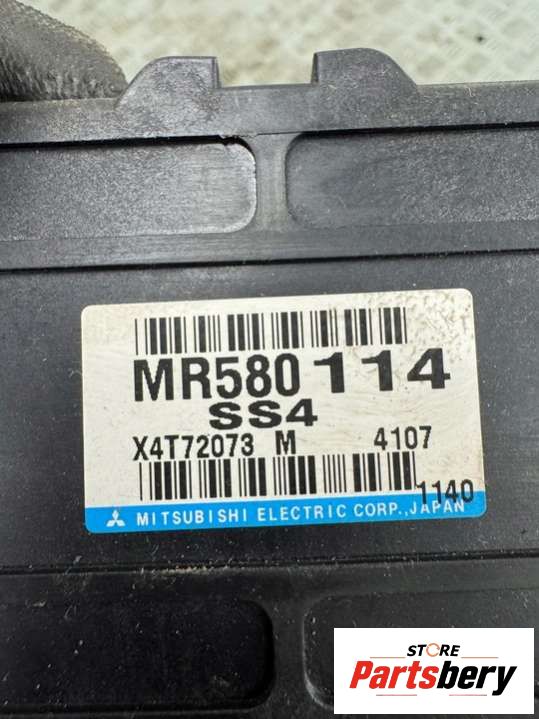 MR580 114
SS4
X4T72073 M 4107
1140
MITSUBISHI ELECTRIC CORP., JAPAN
STORE
Partsbery